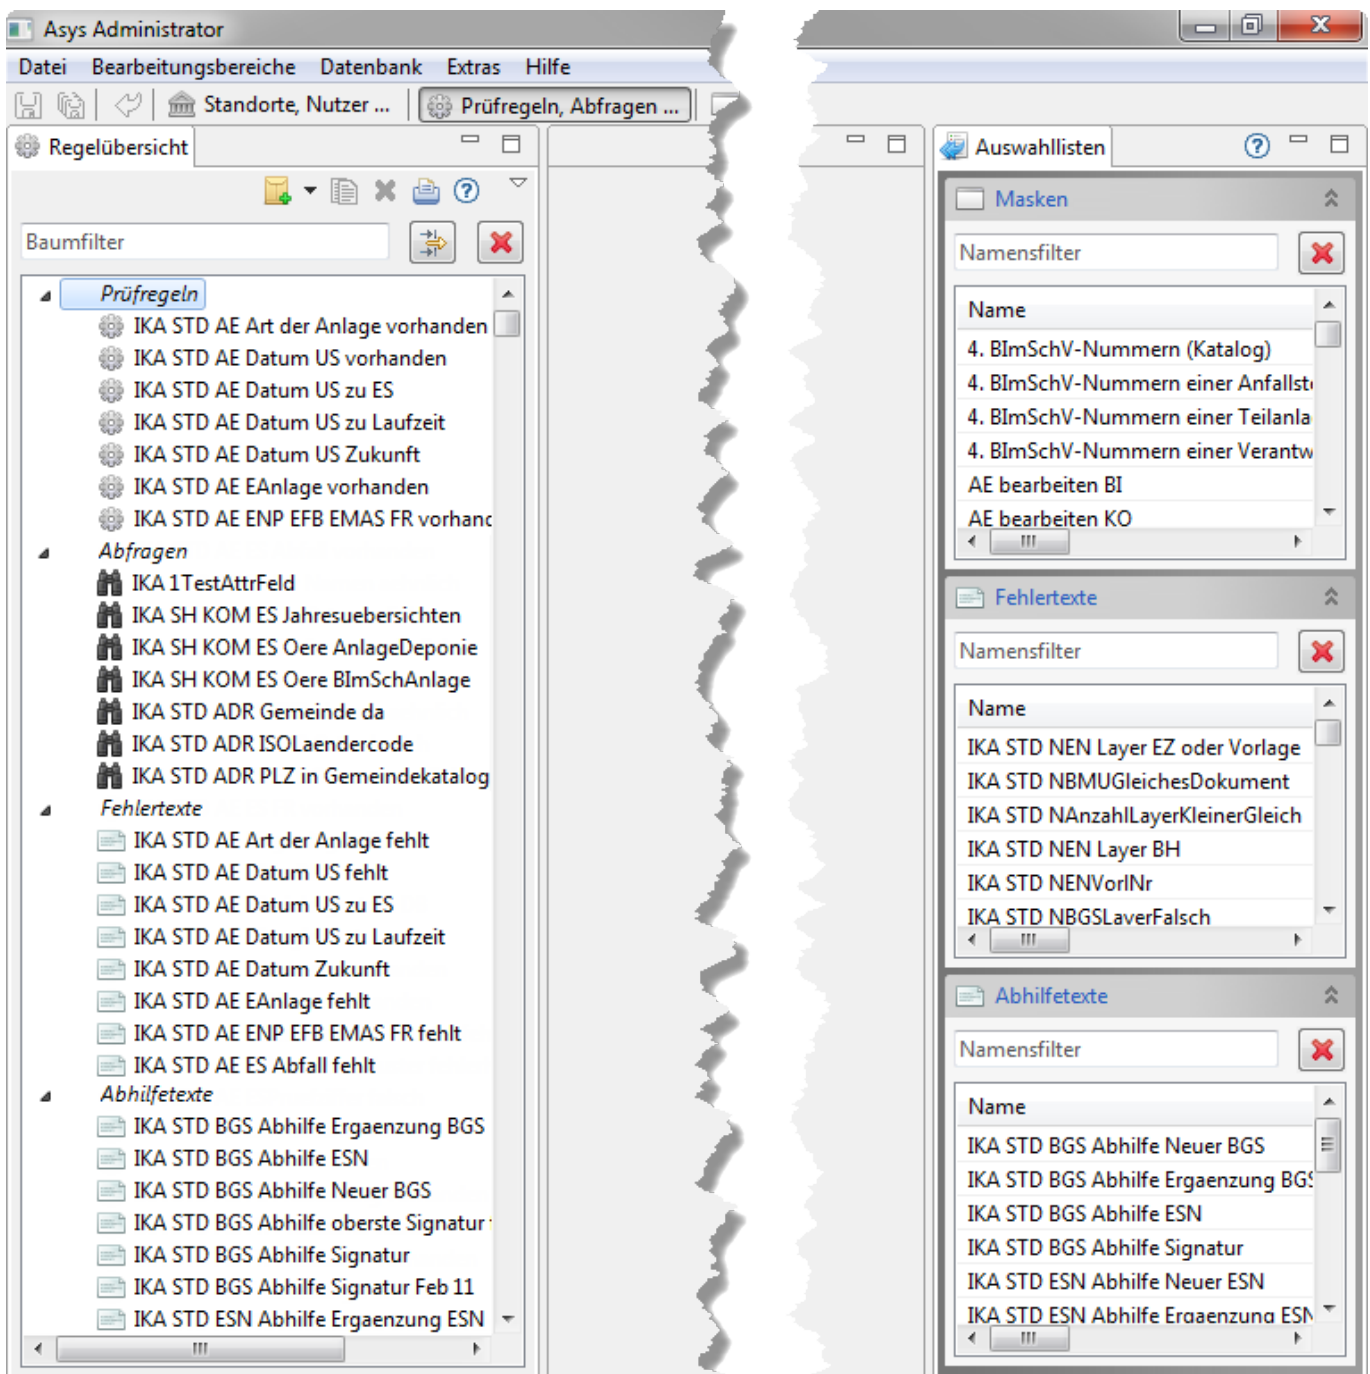 Asys Administrator
Datei Bearbeitungsbereiche Datenbank Extras Hilfe
Standorte, Nutzer ... Prüfregeln, Abfragen ...
Regelübersicht
Baumfilter
Prüfregeln
IKA STD AE Art der Anlage vorhanden
IKA STD AE Datum US vorhanden
IKA STD AE Datum US zu ES
IKA STD AE Datum US zu Laufzeit
IKA STD AE Datum US Zukunft
IKA STD AE EAnlage vorhanden
IKA STD AE ENP EFB EMAS FR vorhanc
Abfragen
IKA 1TestAttrFeld
IKA SH KOM ES Jahresuebersichten
IKA SH KOM ES Oere AnlageDeponie
IKA SH KOM ES Oere BImSchAnlage
IKA STD ADR Gemeinde da
IKA STD ADR ISOLaendercode
IKA STD ADR PLZ in Gemeindekatalog
Fehlertexte
IKA STD AE Art der Anlage fehlt
IKA STD AE Datum US fehlt
IKA STD AE Datum US zu ES
IKA STD AE Datum US zu Laufzeit
IKA STD AE Datum Zukunft
IKA STD AE EAnlage fehlt
IKA STD AE ENP EFB EMAS FR fehlt
IKA STD AE ES Abfall fehlt
Abhilfetexte
IKA STD BGS Abhilfe Ergaenzung BGS
IKA STD BGS Abhilfe ESN
IKA STD BGS Abhilfe Neuer BGS
IKA STD BGS Abhilfe oberste Signatur
IKA STD BGS Abhilfe Signatur
IKA STD BGS Abhilfe Signatur Feb 11
IKA STD ESN Abhilfe Ergaenzung ESN
Auswahllisten
Masken
Namensfilter
Name
4. BImSchV-Nummern (Katalog)
4. BImSchV-Nummern einer Anfallst
4. BImSchV-Nummern einer Teilanla
4. BImSchV-Nummern einer Verantw
AE bearbeiten BI
AE bearbeiten KO
Fehlertexte
Namensfilter
Name
IKA STD NEN Layer EZ oder Vorlage
IKA STD NBMUGleichesDokument
IKA STD NAnzahlLayerKleinerGleich
IKA STD NEN Layer BH
IKA STD NENVorlNr
IKA STD NBGSLayerFalsch
Abhilfetexte
Namensfilter
Name
IKA STD BGS Abhilfe Neuer BGS
IKA STD BGS Abhilfe Ergaenzung BGS
IKA STD BGS Abhilfe ESN
IKA STD BGS Abhilfe Signatur
IKA STD ESN Abhilfe Neuer ESN
IKA STD ESN Abhilfe Ergaenzung ESN